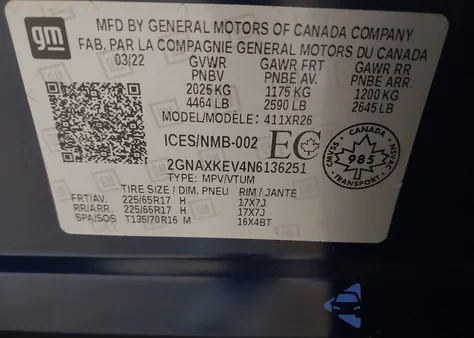 gm
MFD BY GENERAL MOTORS OF CANADA COMPANY
FAB. PAR LA COMPAGNIE GENERAL MOTORS DU CANADA
03/22 GVWR GAWR FRT GAWR RR
PNBV PNBE AV. PNBE ARR.
2025 KG 1175 KG 1200 KG
4464 LB 2590 LB 2645 LB
MODEL/MODÈLE: 411XR26
ICES/NMB-002 EC
CANADA
SVMAC NSVAC
985
TRANSPORT
2GNAXKEV4N6136251
TYPE: MPV/VTUM
TIRE SIZE / DIM. PNEU RIM / JANTE
FRT/AV. 225/65R17 H 17X7J
RR/ARR. 225/65R17 H 17X7J
SPA/SOS T135/70R16 M 16X4BT